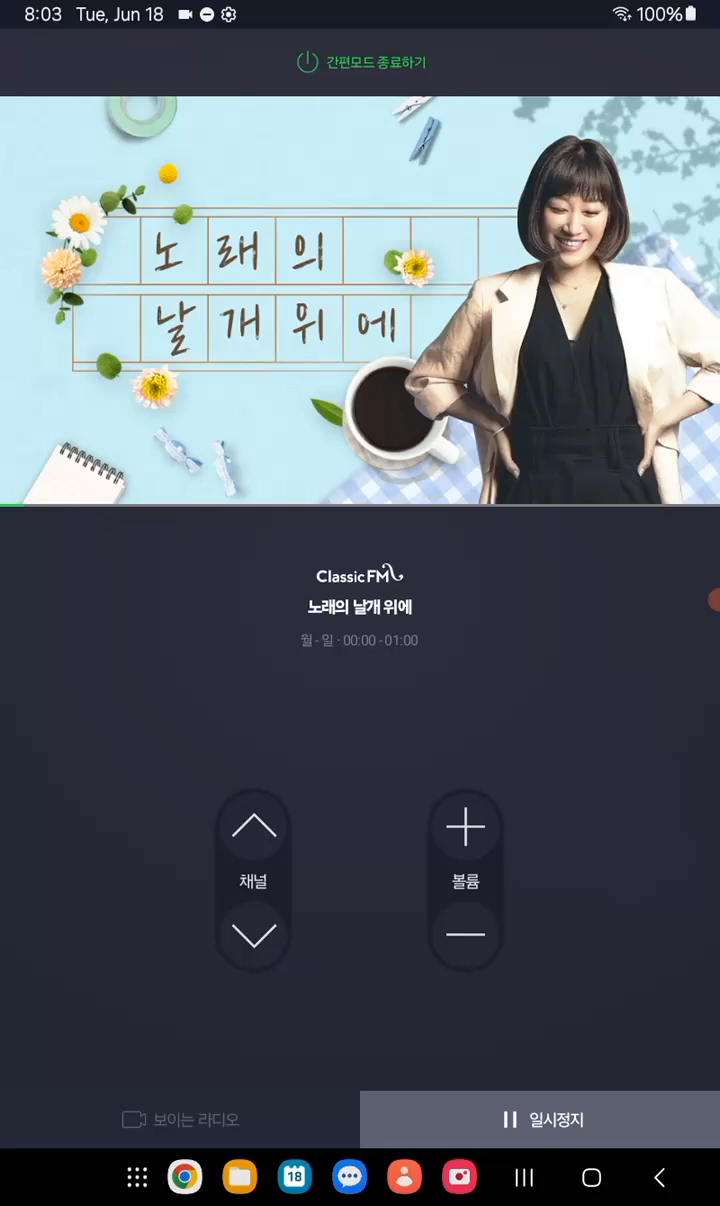 8:03 Tue, Jun 18 100%
간편모드 종료하기
노래의
날개위에
Classic FM
노래의 날개 위에
월 - 일 · 00:00 - 01:00
채널
볼륨
보이는 라디오
일시정지
18